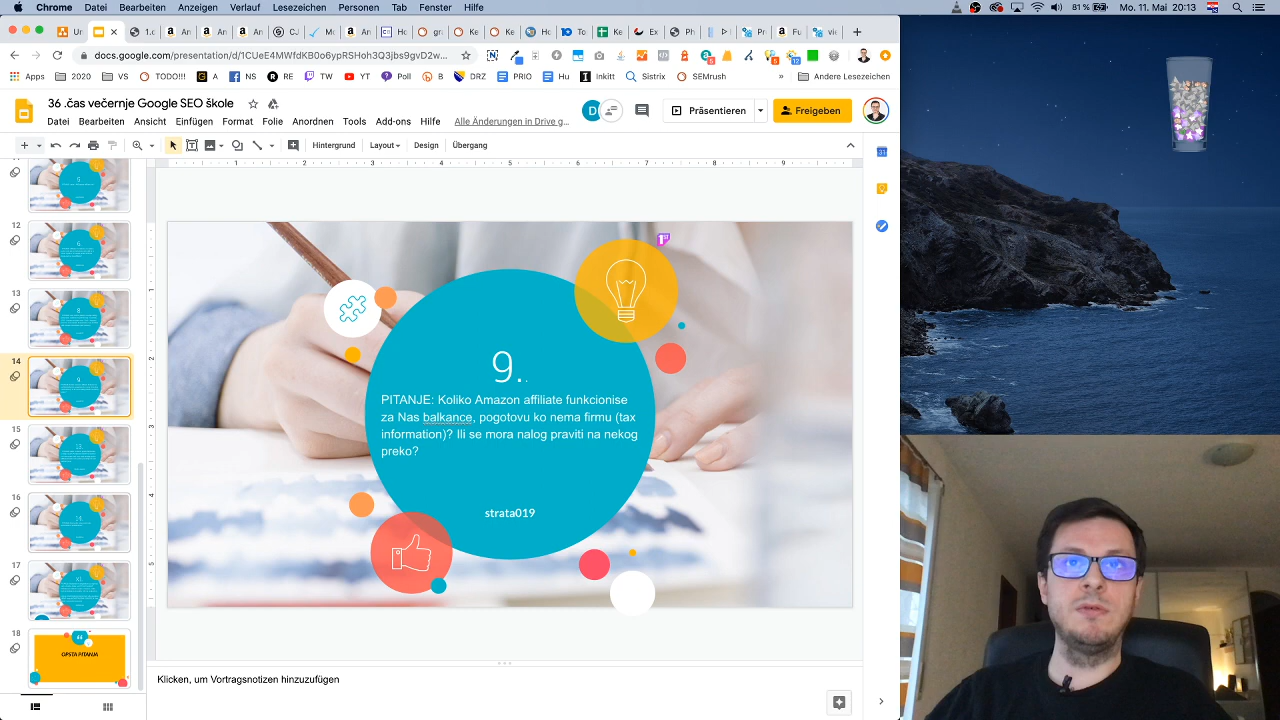 Chrome Datei Bearbeiten Anzeigen Verlauf Lesezeichen Personen Tab Fenster Hilfe
81% Mo. 11. Mai 20:13
docs.google.com/presentation/d/1CUeE4MWfdKB0o6ypRSHoh3Q3jbs9gvD2w...
Apps 2020 VS TODO!!! A FB NS RE TW YT Poll B DRZ PRIO Hu Inkitt Sistrix SEMrush » Andere Lesezeichen
36 .čas večernje Google SEO škole
Präsentieren
Freigeben
Datei Bearbeiten Ansicht Einfügen Format Folie Anordnen Tools Add-ons Hilfe Alle Änderungen in Drive g...
Hintergrund Layout Design Übergang
12
13
14
15
16
17
18
OPSTA PITANJA
9..
PITANJE: Koliko Amazon affiliate funkcionise
za Nas balkance, pogotovu ko nema firmu (tax
information)? Ili se mora nalog praviti na nekog
preko?
strata019
Klicken, um Vortragsnotizen hinzuzufügen